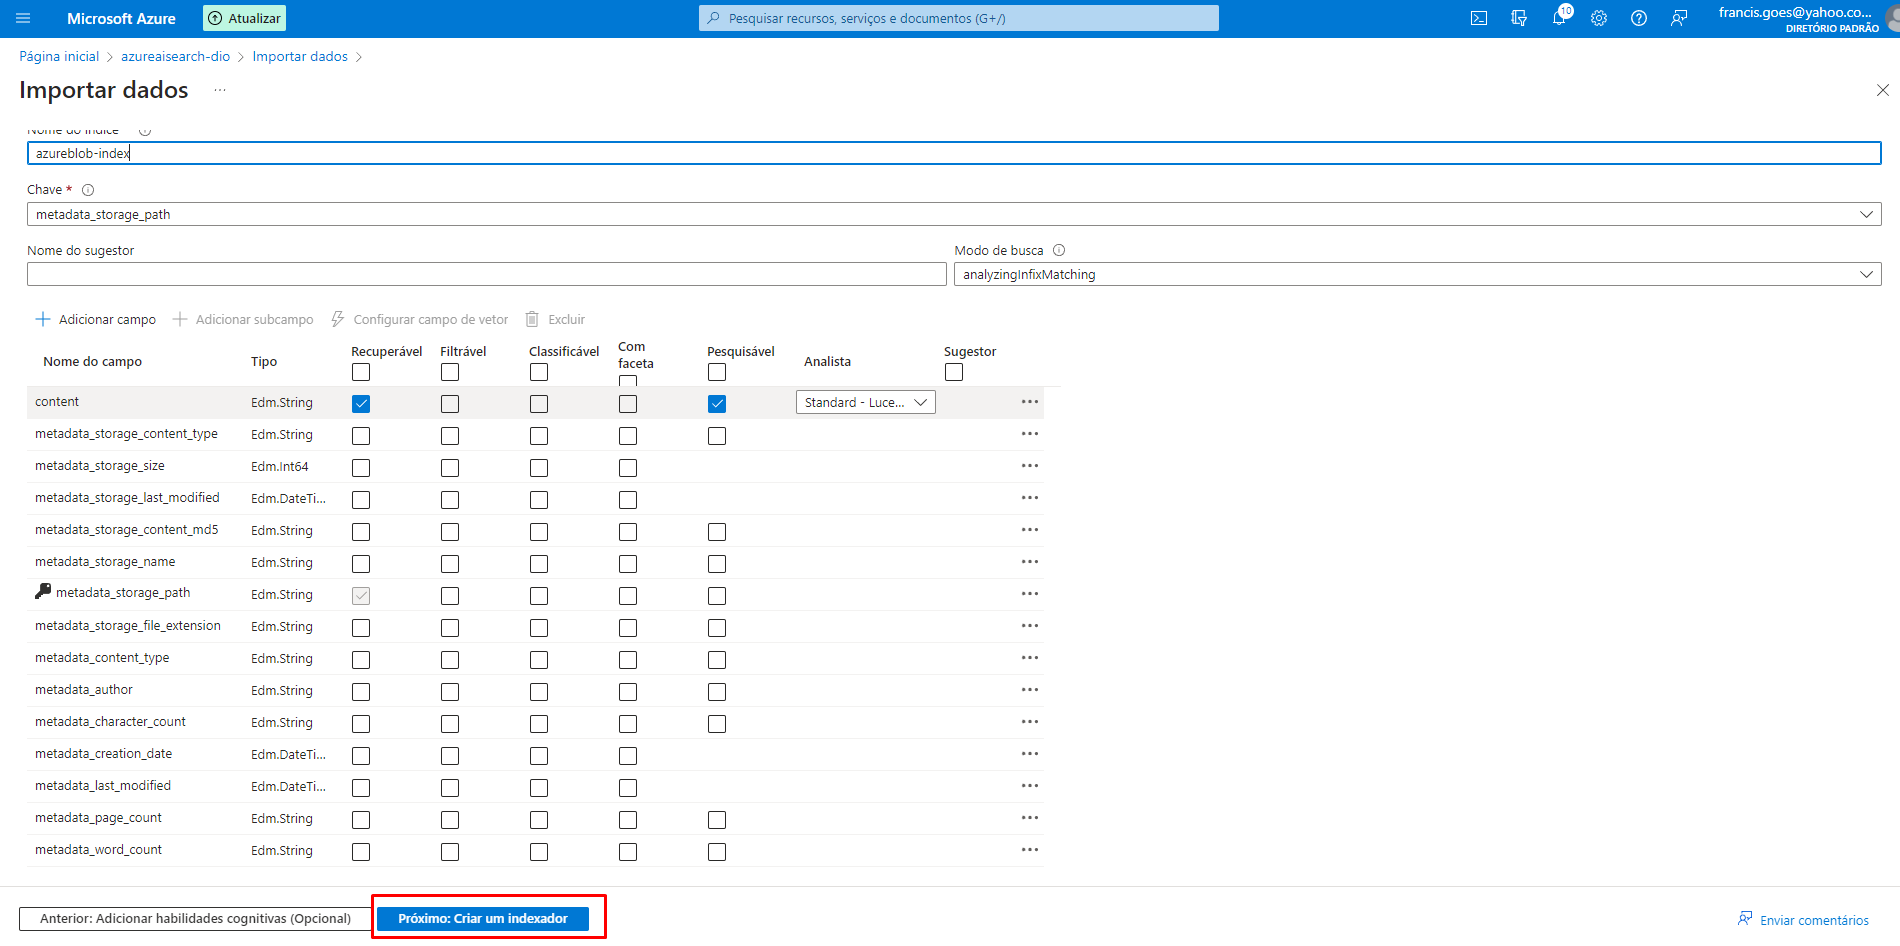 Microsoft Azure
Atualizar
Pesquisar recursos, serviços e documentos (G+/)
10
francis.goes@yahoo.co...
DIRETÓRIO PADRÃO
Página inicial > azureaisearch-dio > Importar dados >
Importar dados ...
Nome do índice
azureblob-index
Chave *
metadata_storage_path
Nome do sugestor
Modo de busca
analyzingInfixMatching
Adicionar campo Adicionar subcampo Configurar campo de vetor Excluir
Nome do campo Tipo Recuperável Filtrável Classificável Com faceta Pesquisável Analista Sugestor
content Edm.String Standard - Luce...
metadata_storage_content_type Edm.String
metadata_storage_size Edm.Int64
metadata_storage_last_modified Edm.DateTi...
metadata_storage_content_md5 Edm.String
metadata_storage_name Edm.String
metadata_storage_path Edm.String
metadata_storage_file_extension Edm.String
metadata_content_type Edm.String
metadata_author Edm.String
metadata_character_count Edm.String
metadata_creation_date Edm.DateTi...
metadata_last_modified Edm.DateTi...
metadata_page_count Edm.String
metadata_word_count Edm.String
Anterior: Adicionar habilidades cognitivas (Opcional)
Próximo: Criar um indexador
Enviar comentários